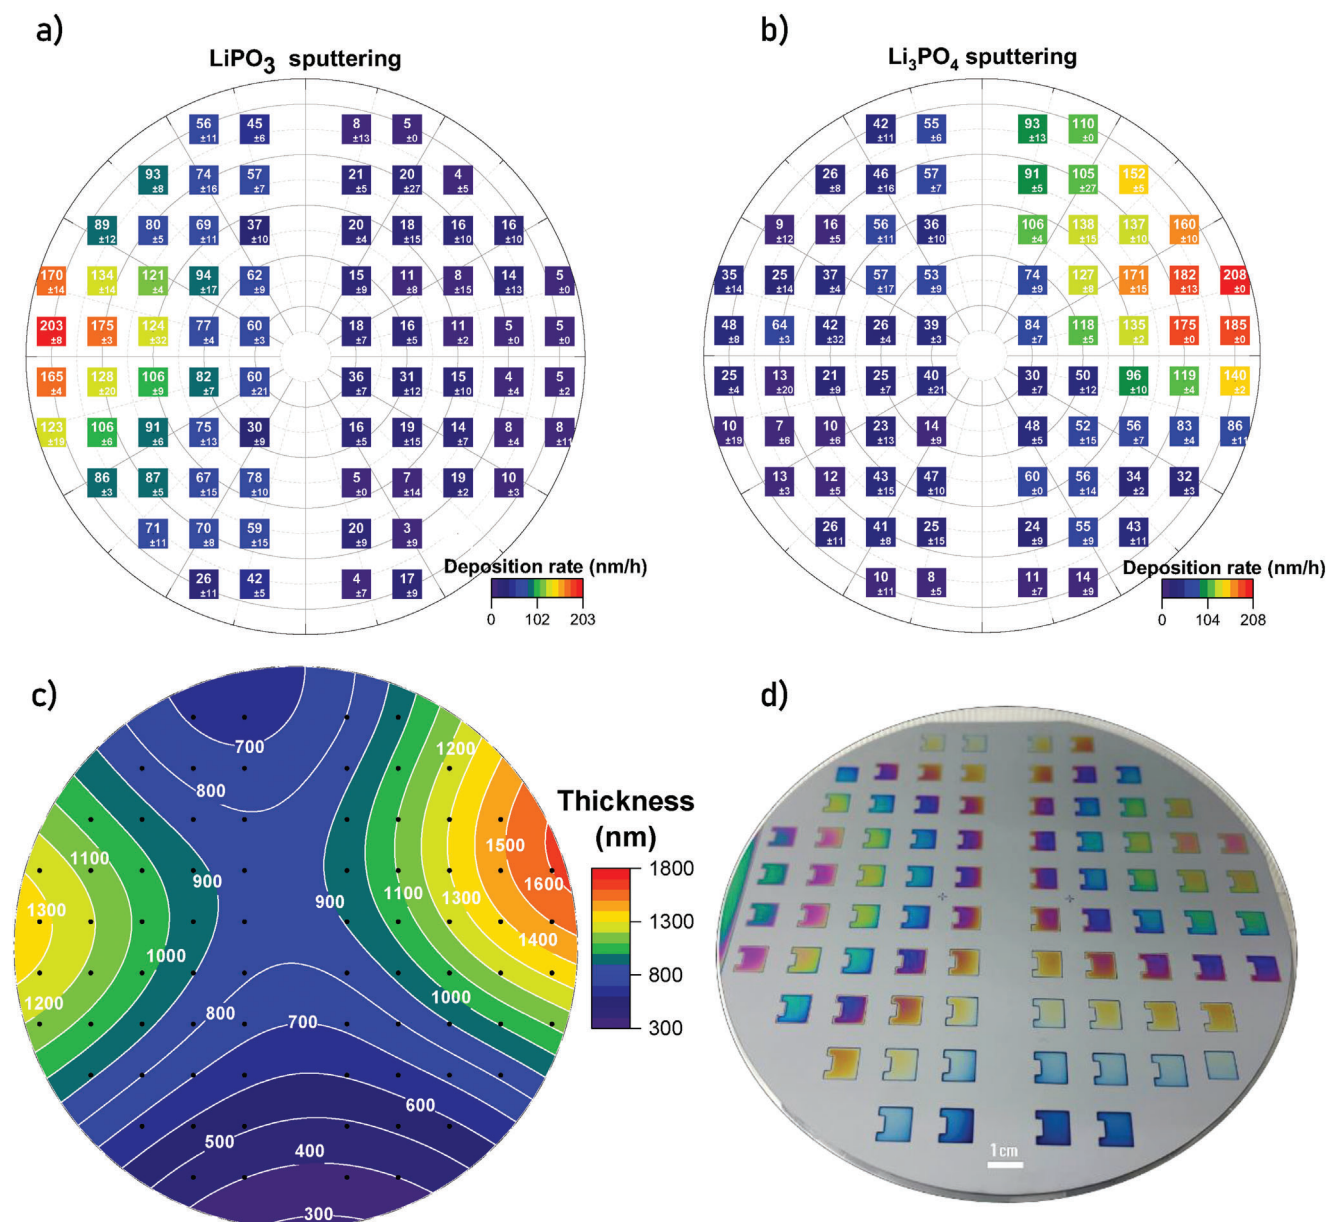 a)
LiPO3 sputtering
56 ±11 45 ±6 8 ±13 5 ±0
93 ±8 74 ±16 57 ±7 21 ±5 20 ±27 4 ±5
89 ±12 80 ±5 69 ±11 37 ±10 20 ±4 18 ±15 16 ±10 16 ±10
170 ±14 134 ±14 121 ±4 94 ±17 62 ±9 15 ±9 11 ±8 8 ±15 14 ±13 5 ±0
203 ±8 175 ±3 124 ±32 77 ±4 60 ±3 18 ±7 16 ±5 11 ±2 5 ±0 5 ±0
165 ±4 128 ±20 106 ±9 82 ±7 60 ±21 36 ±7 31 ±12 15 ±10 4 ±4 5 ±2
123 ±19 106 ±6 91 ±6 75 ±13 30 ±9 16 ±5 19 ±15 14 ±7 8 ±4 8 ±11
86 ±3 87 ±5 67 ±15 78 ±10 5 ±0 7 ±14 19 ±2 10 ±3
71 ±11 70 ±8 59 ±15 20 ±9 3 ±9
26 ±11 42 ±5 4 ±7 17 ±9
Deposition rate (nm/h)
0 102 203
b)
Li3PO4 sputtering
42 ±11 55 ±6 93 ±13 110 ±0
26 ±8 46 ±16 57 ±7 91 ±5 105 ±27 152 ±5
9 ±12 16 ±5 56 ±11 36 ±10 106 ±4 138 ±15 137 ±10 160 ±10
35 ±14 25 ±14 37 ±4 57 ±17 53 ±9 74 ±9 127 ±8 171 ±15 182 ±13 208 ±0
48 ±8 64 ±3 42 ±32 26 ±4 39 ±3 84 ±7 118 ±5 135 ±2 175 ±0 185 ±0
25 ±4 13 ±20 21 ±9 25 ±7 40 ±21 30 ±7 50 ±12 96 ±10 119 ±4 140 ±2
10 ±19 7 ±6 10 ±6 23 ±13 14 ±9 48 ±5 52 ±15 56 ±7 83 ±4 86 ±11
13 ±3 12 ±5 43 ±15 47 ±10 60 ±0 56 ±14 34 ±2 32 ±3
26 ±11 41 ±8 25 ±15 24 ±9 55 ±9 43 ±11
10 ±11 8 ±5 11 ±7 14 ±9
Deposition rate (nm/h)
0 104 208
c)
700
1200
800
1100
1500
900
1600
900
1100
1300
1300
1400
1000
1200
1000
800
700
600
500
400
300
Thickness
(nm)
1800
1300
800
300
d)
1cm